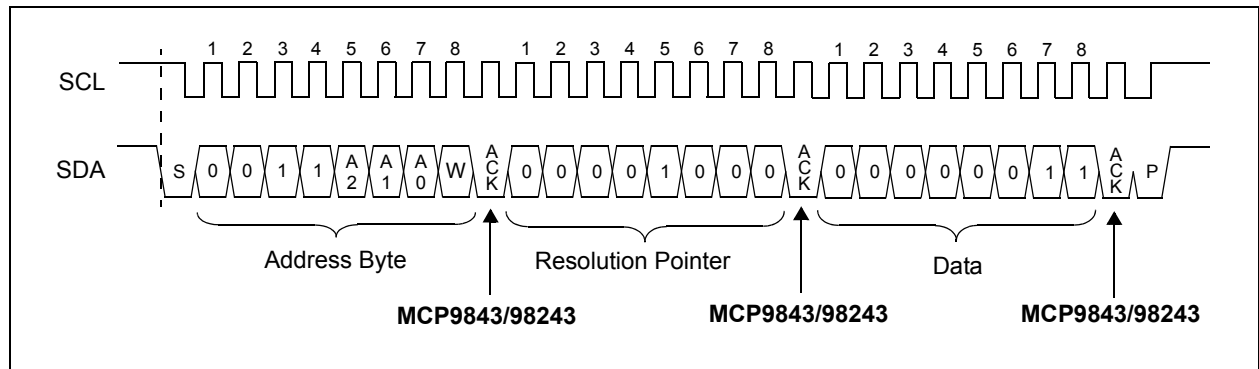 1 2 3 4 5 6 7 8 1 2 3 4 5 6 7 8 1 2 3 4 5 6 7 8
SCL
SDA S 0 0 1 1 A2 A1 A0 W ACK 0 0 0 0 1 0 0 0 ACK 0 0 0 0 0 0 1 1 ACK P
Address Byte Resolution Pointer Data
MCP9843/98243 MCP9843/98243 MCP9843/98243